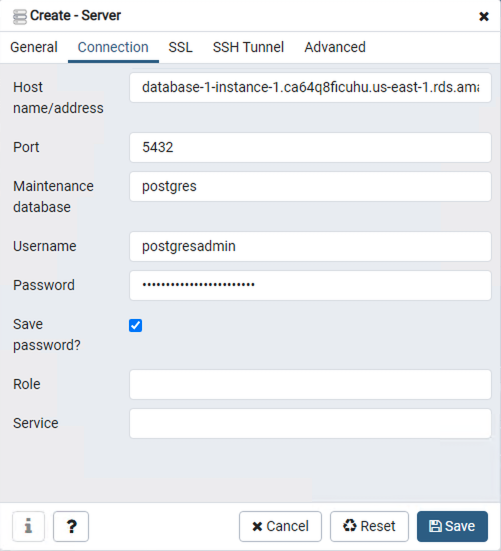 Create - Server
General Connection SSL SSH Tunnel Advanced
Host name/address
database-1-instance-1.ca64q8ficuhu.us-east-1.rds.ama
Port 5432
Maintenance database
postgres
Username postgresadmin
Password ••••••••••••••••••••••••
Save password?
Role
Service
i ? Cancel Reset Save